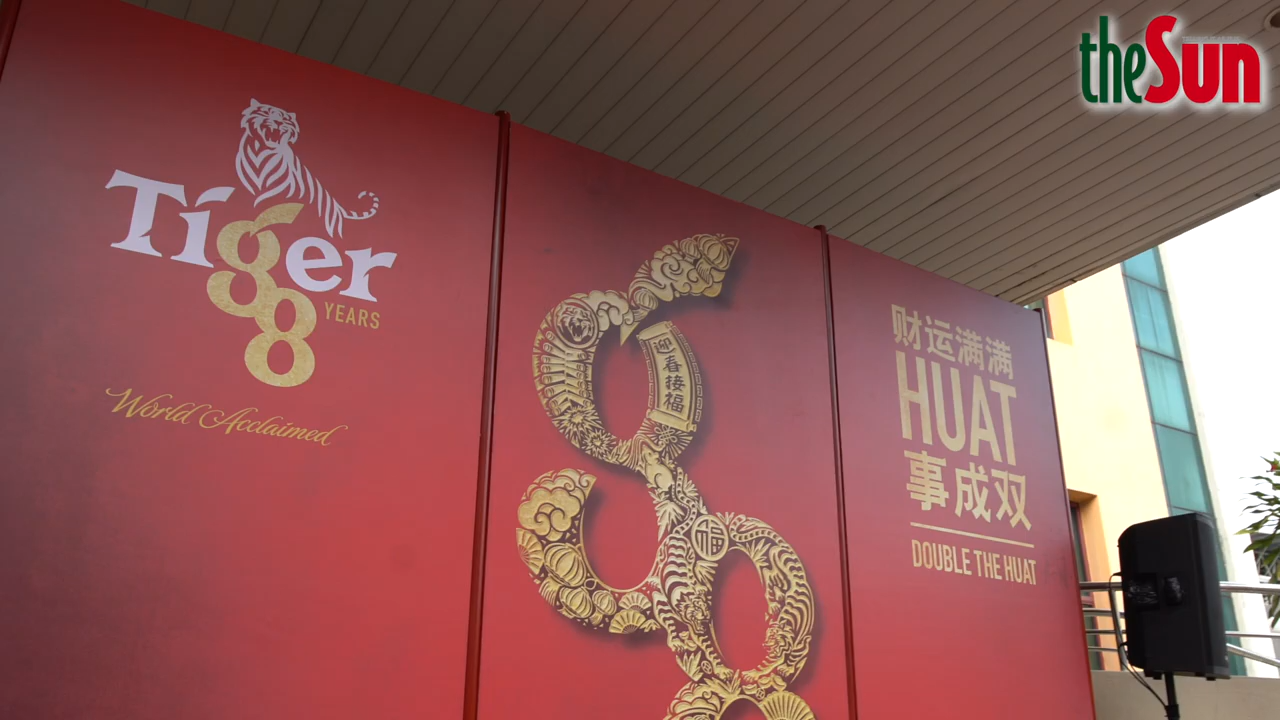 theSun
Tiger
88
YEARS
World Acclaimed
迎春接福
福
财运满满
HUAT
事成双
DOUBLE THE HUAT